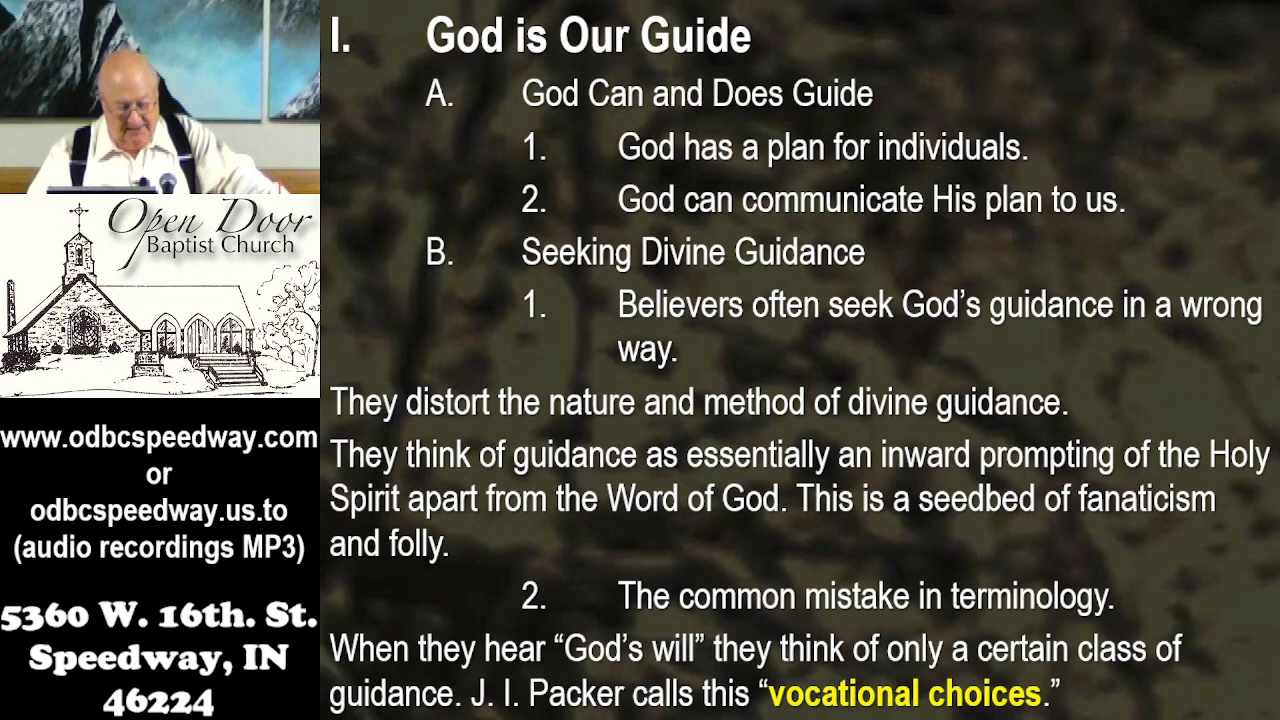 Open Door
Baptist Church
www.odbcspeedway.com
or
odbcspeedway.us.to
(audio recordings MP3)
5360 W. 16th. St.
Speedway, IN
46224
I. God is Our Guide
A. God Can and Does Guide
1. God has a plan for individuals.
2. God can communicate His plan to us.
B. Seeking Divine Guidance
1. Believers often seek God’s guidance in a wrong
way.
They distort the nature and method of divine guidance.
They think of guidance as essentially an inward prompting of the Holy
Spirit apart from the Word of God. This is a seedbed of fanaticism
and folly.
2. The common mistake in terminology.
When they hear “God’s will” they think of only a certain class of
guidance. J. I. Packer calls this “vocational choices.”